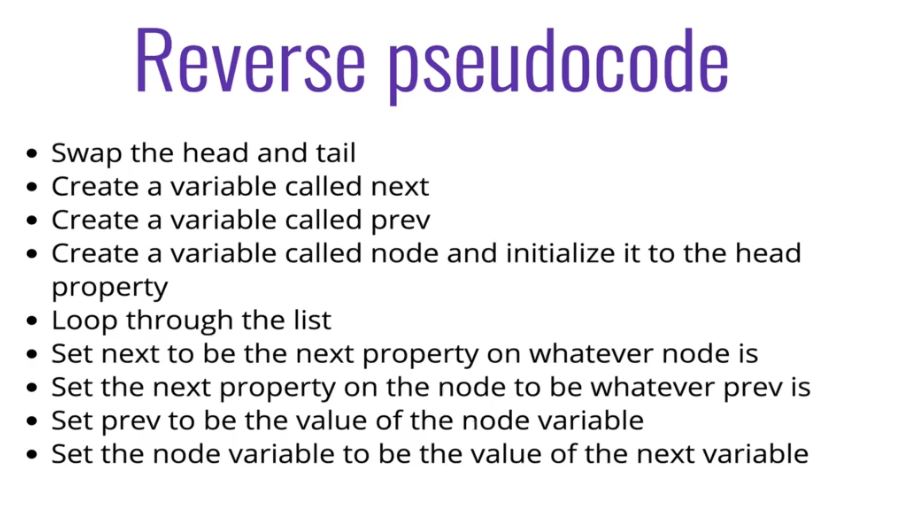 Reverse pseudocode
• Swap the head and tail
• Create a variable called next
• Create a variable called prev
• Create a variable called node and initialize it to the head
property
• Loop through the list
• Set next to be the next property on whatever node is
• Set the next property on the node to be whatever prev is
• Set prev to be the value of the node variable
• Set the node variable to be the value of the next variable